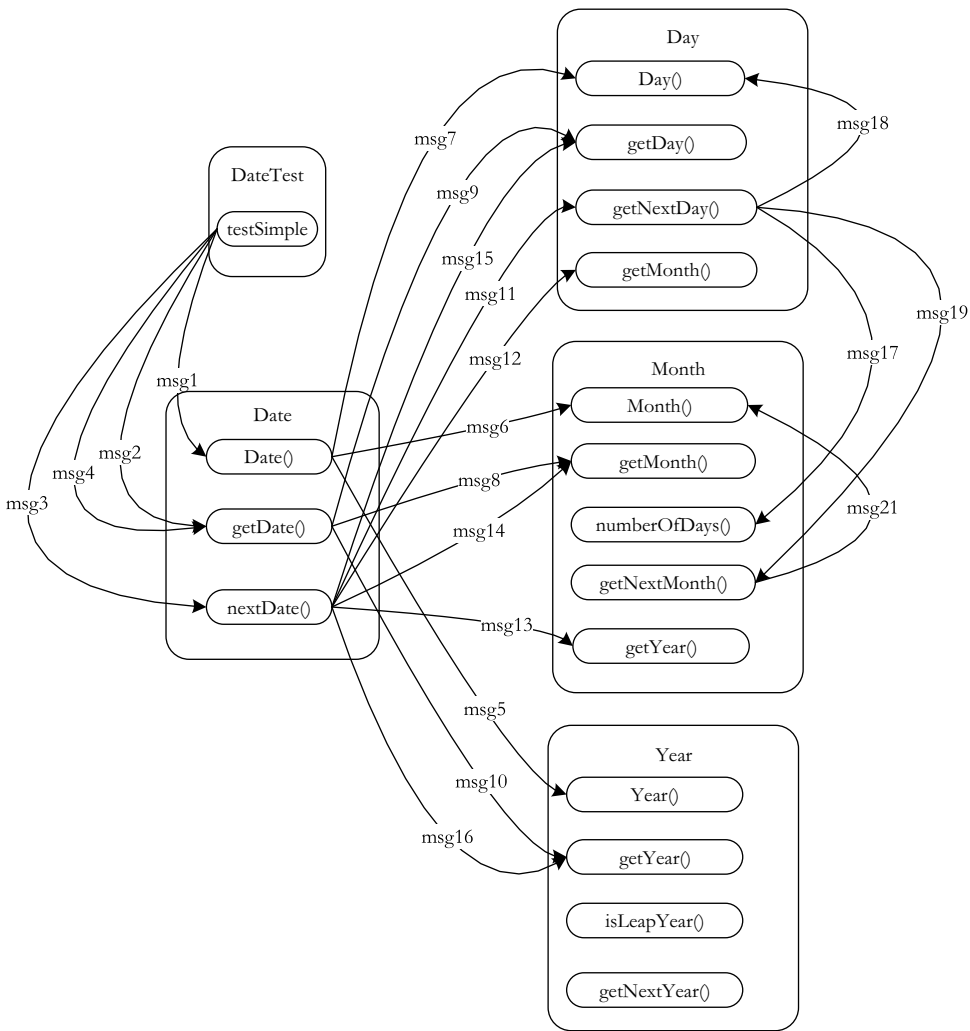 Day
Day()
msg7
msg18
getDay()
DateTest
msg9
testSimple
getNextDay()
msg15
getMonth()
msg11
msg19
msg12
msg17
Month
msg1
Month()
Date
msg6
Date()
getMonth()
msg2
msg8
msg4
msg3
msg21
getDate()
numberOfDays()
msg14
getNextMonth()
nextDate()
msg13
getYear()
msg5
Year
msg10
Year()
msg16
getYear()
isLeapYear()
getNextYear()